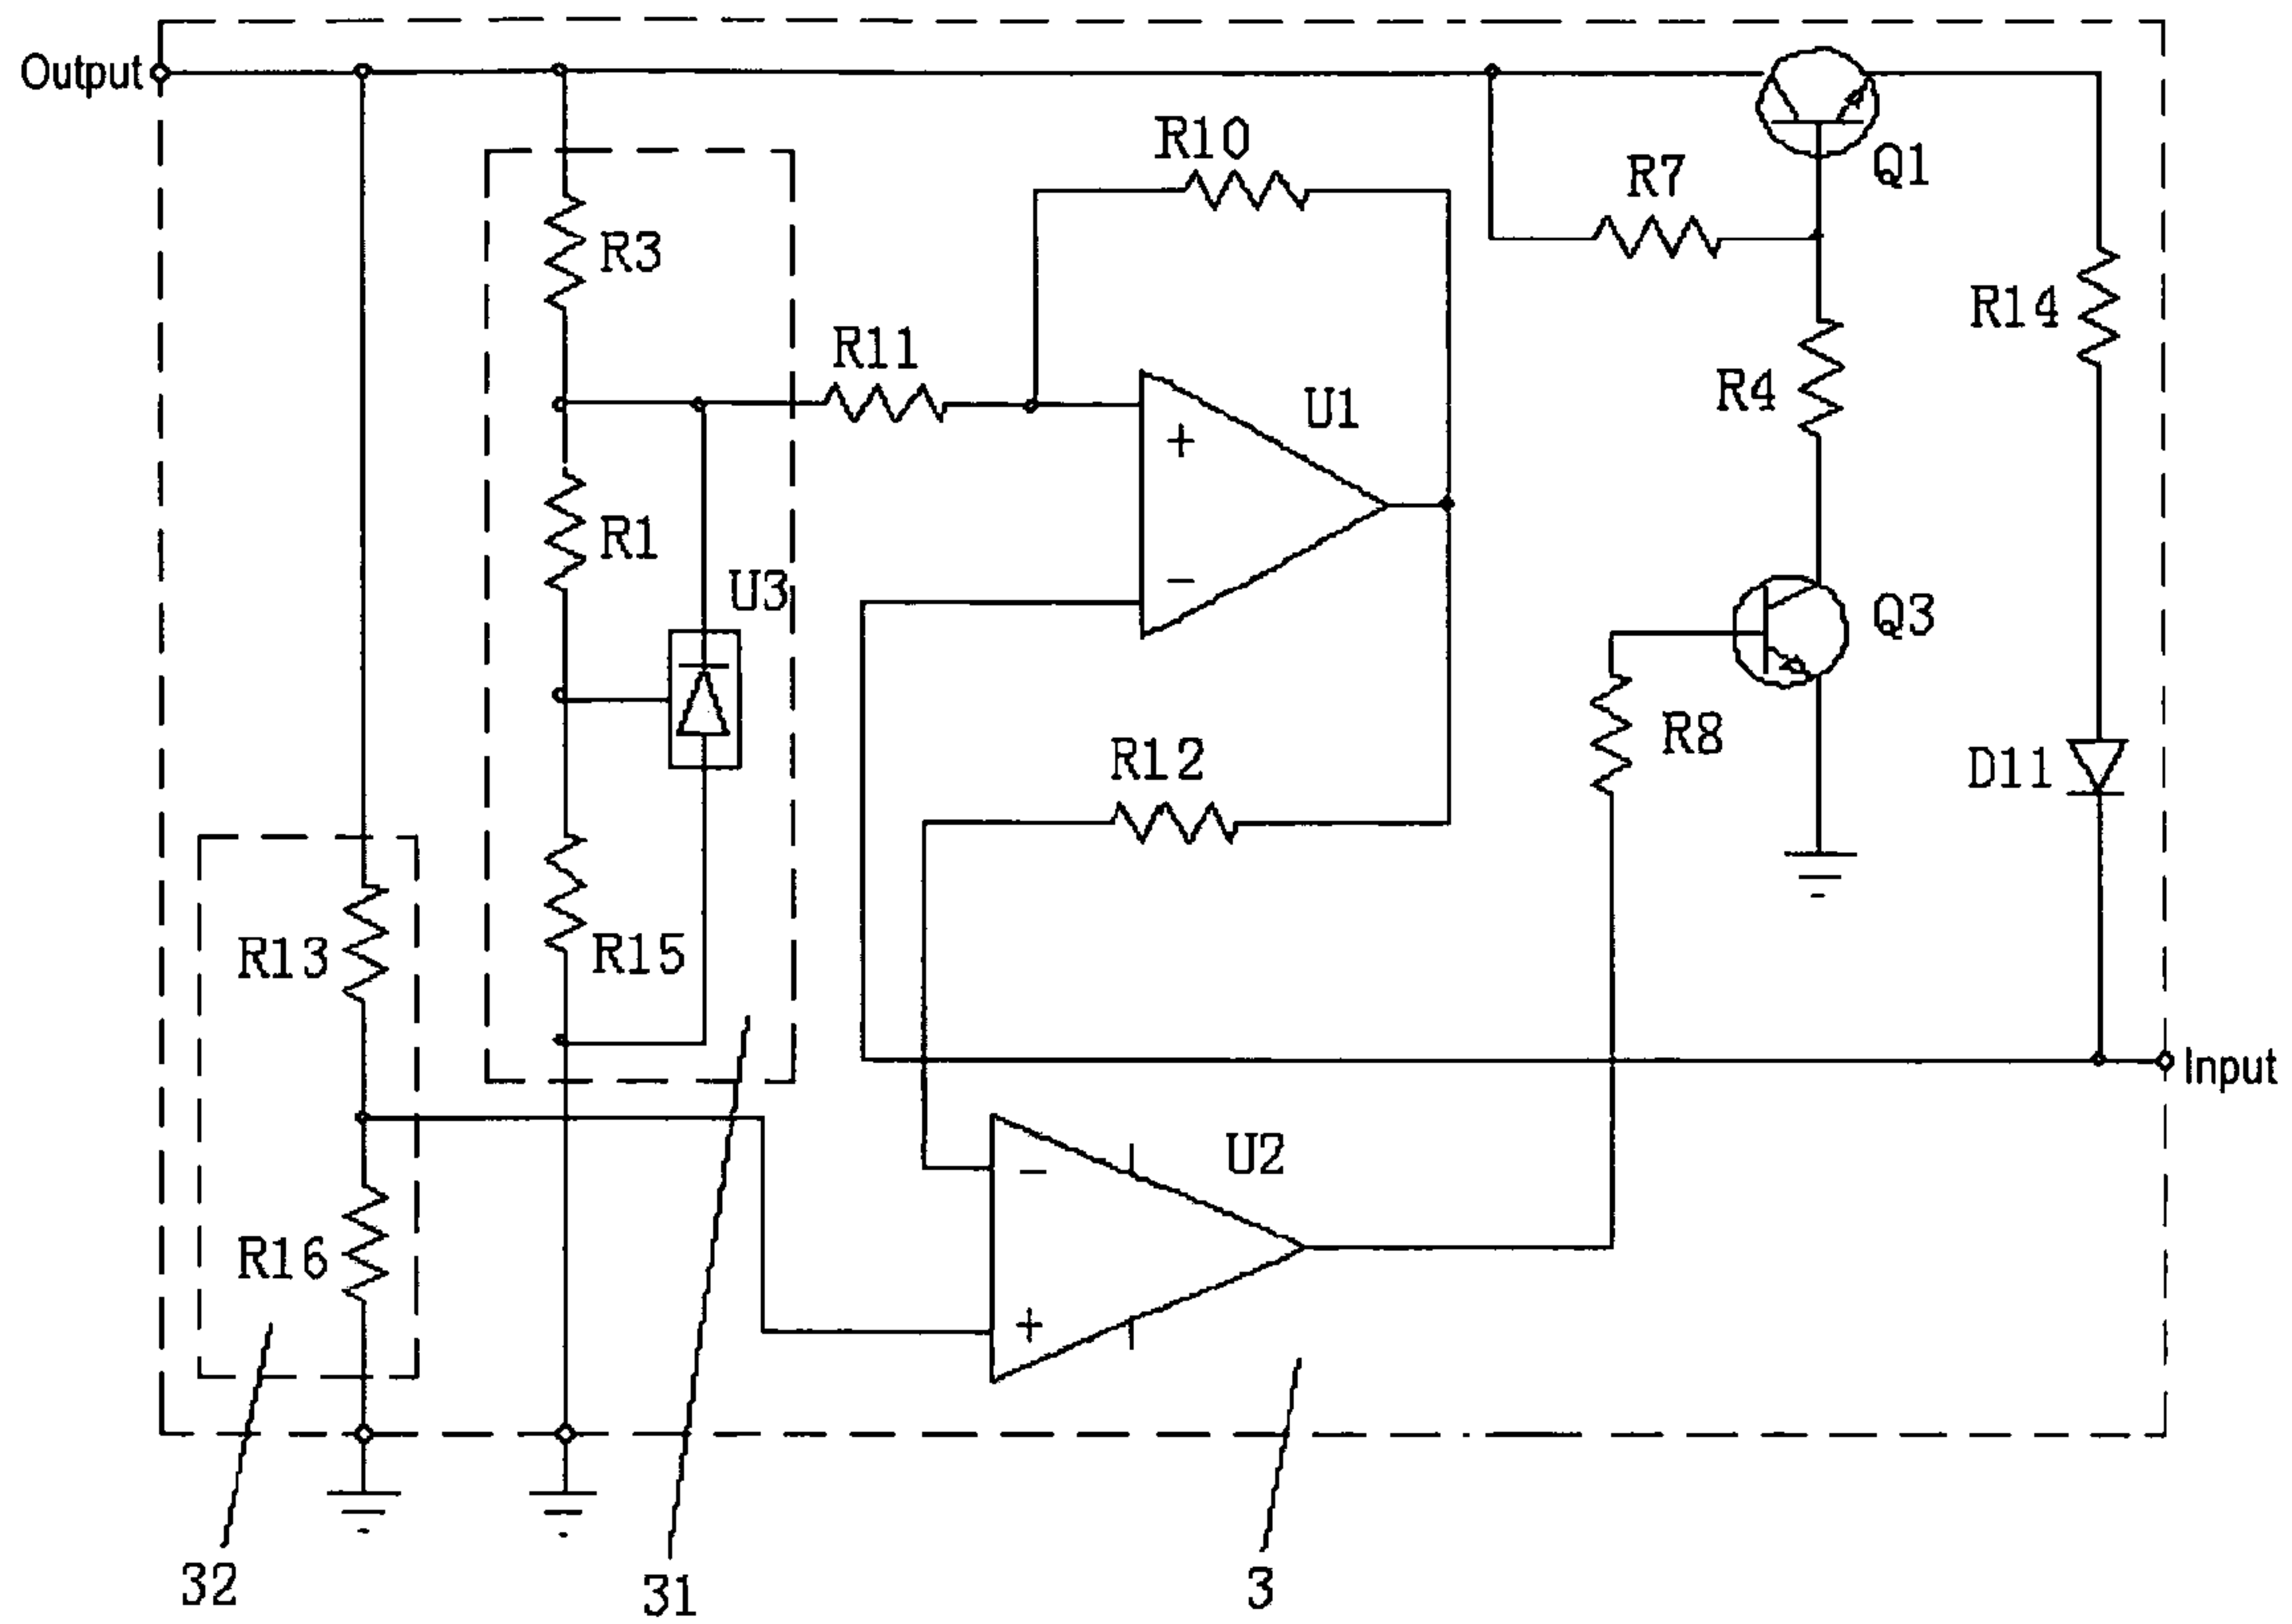 Output
R10
Q1
R7
R3
R14
R11
R4
U1
R1
U3
Q3
R8
R12
D11
R13
R15
Input
U2
R16
32
31
3
+
−
−
+